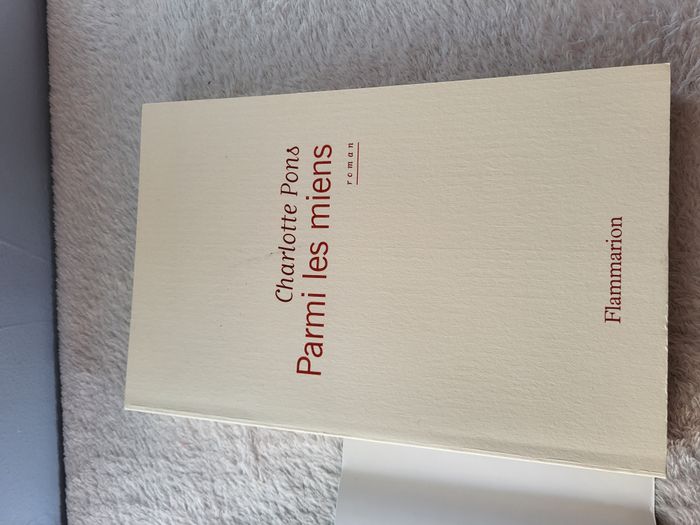 Charlotte Pons
Parmi les miens
roman
Flammarion